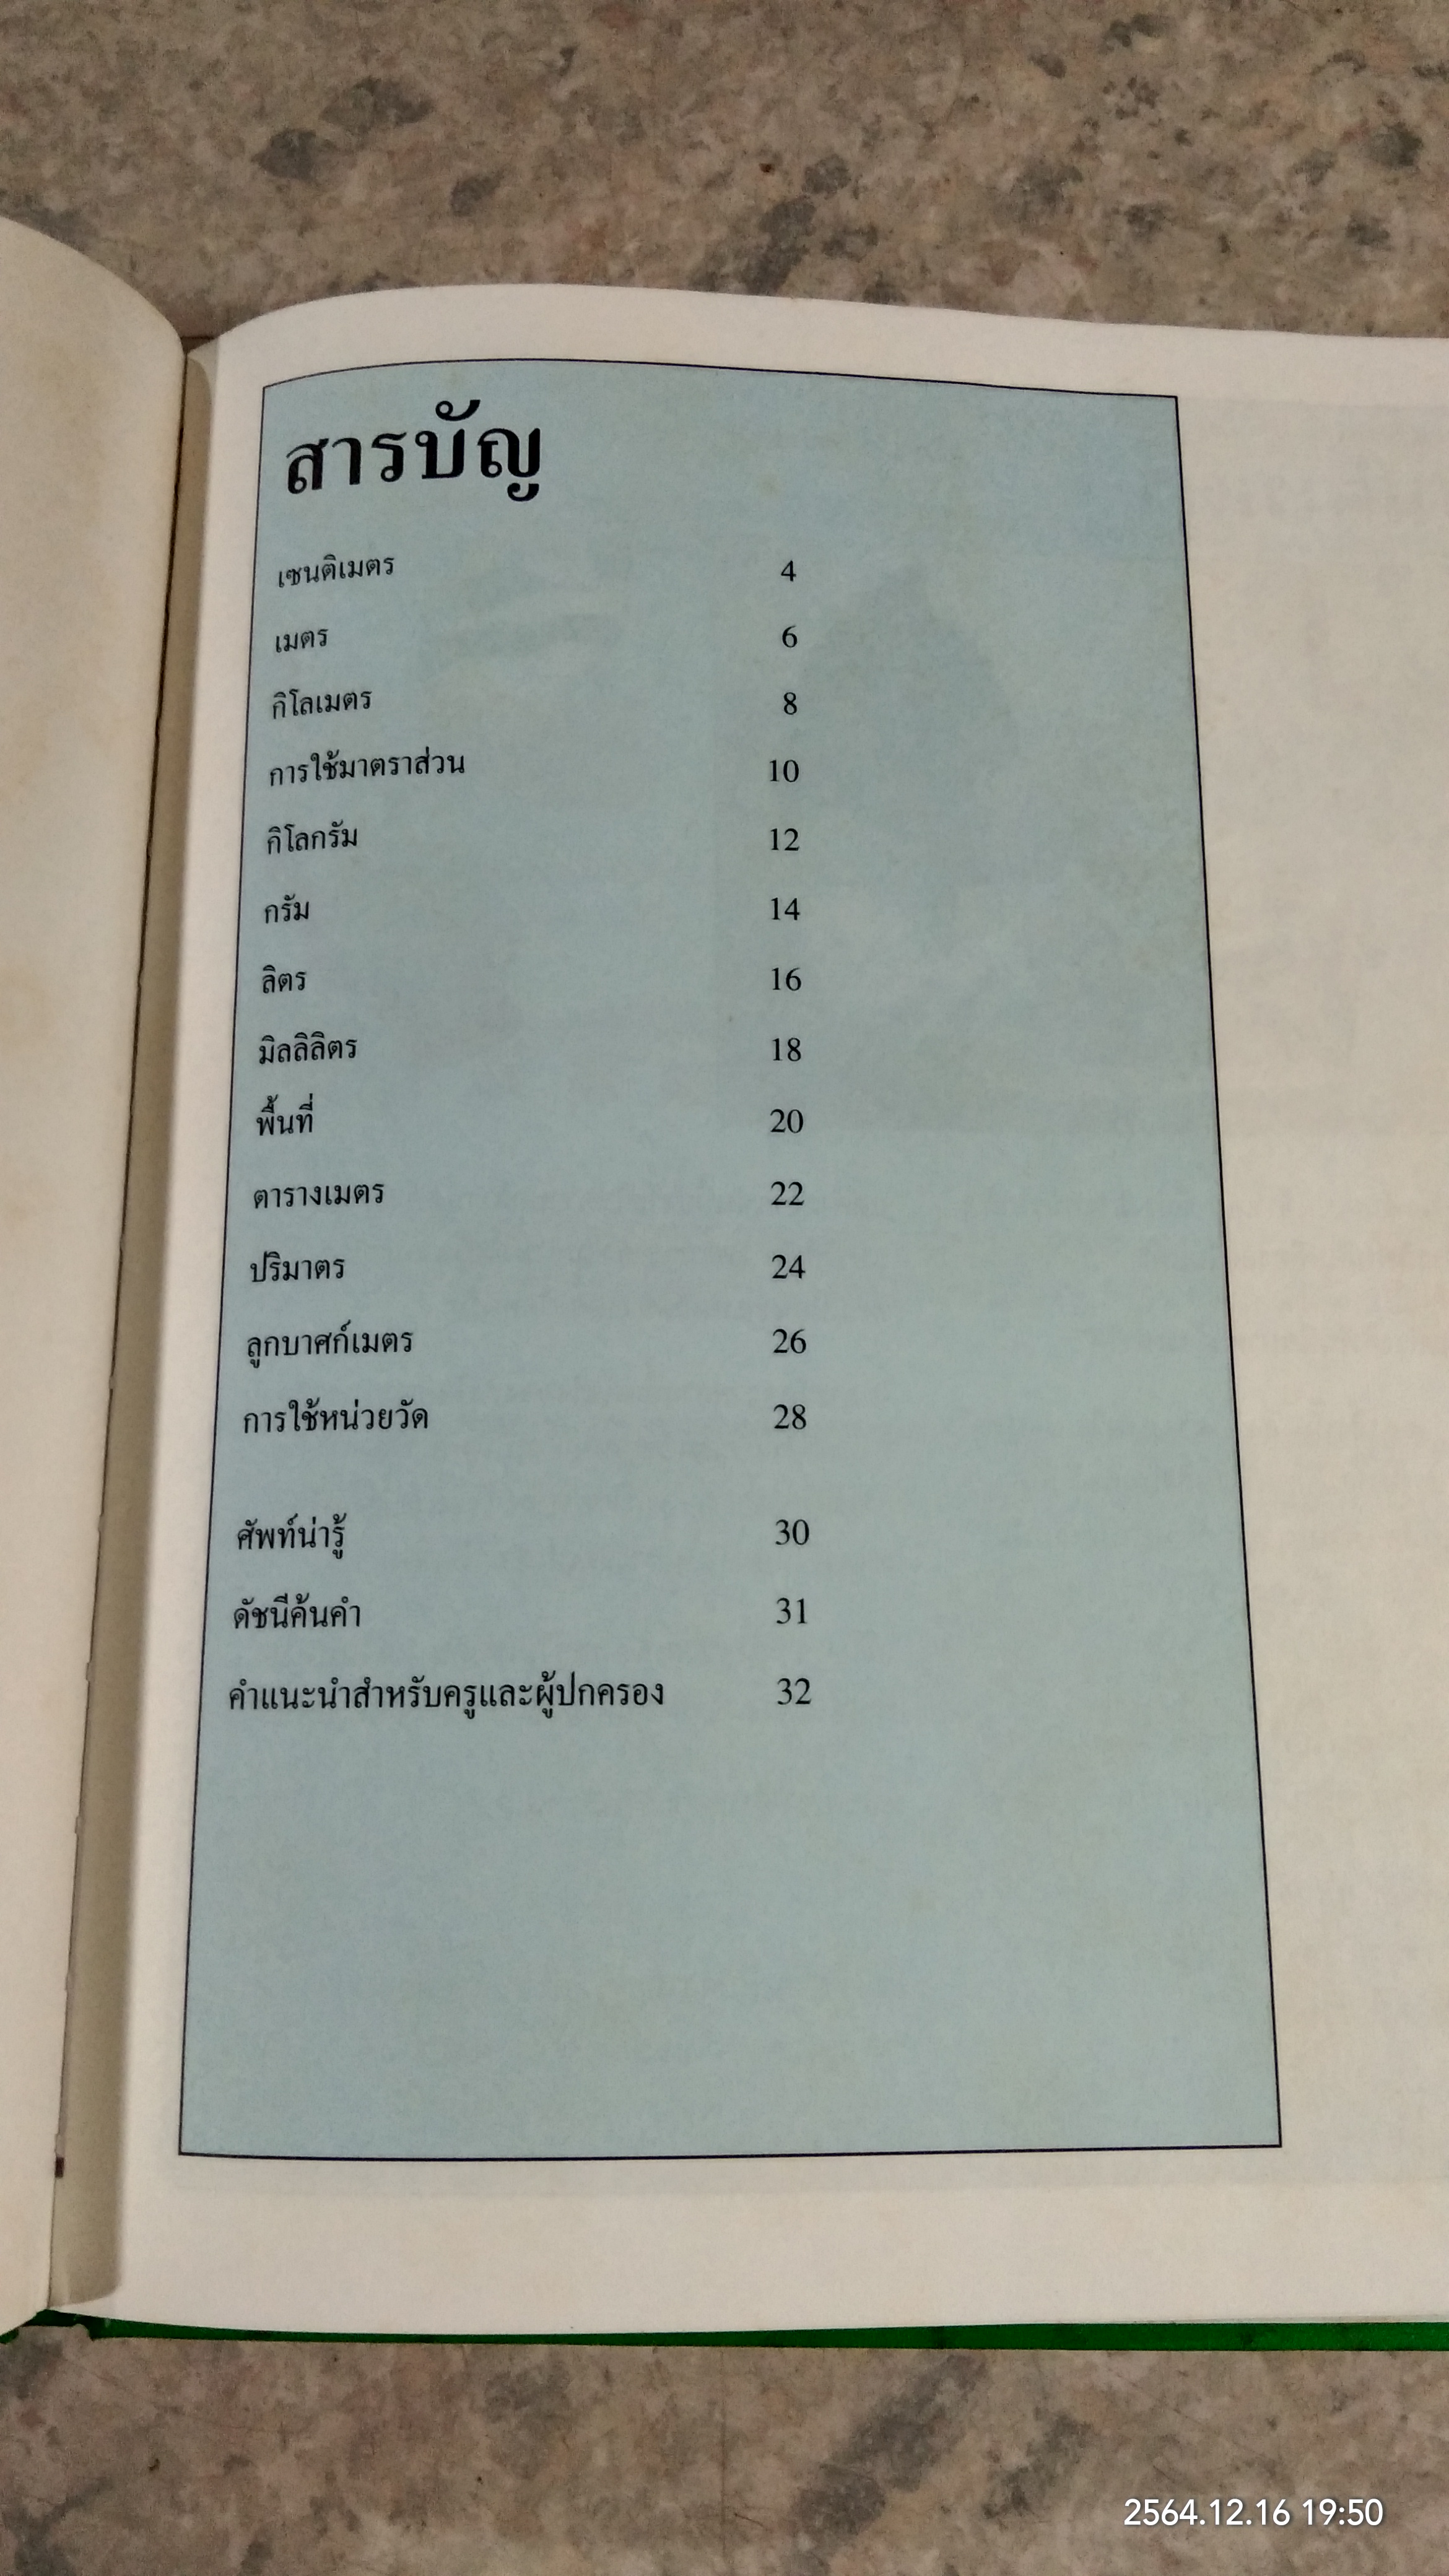 สารบัญ
เซนติเมตร 4
เมตร 6
กิโลเมตร 8
การใช้มาตราส่วน 10
กิโลกรัม 12
กรัม 14
ลิตร 16
มิลลิลิตร 18
พื้นที่ 20
ตารางเมตร 22
ปริมาตร 24
ลูกบาศก์เมตร 26
การใช้หน่วยวัด 28
ศัพท์น่ารู้ 30
ดัชนีค้นคำ 31
คำแนะนำสำหรับครูและผู้ปกครอง 32
2564.12.16 19:50